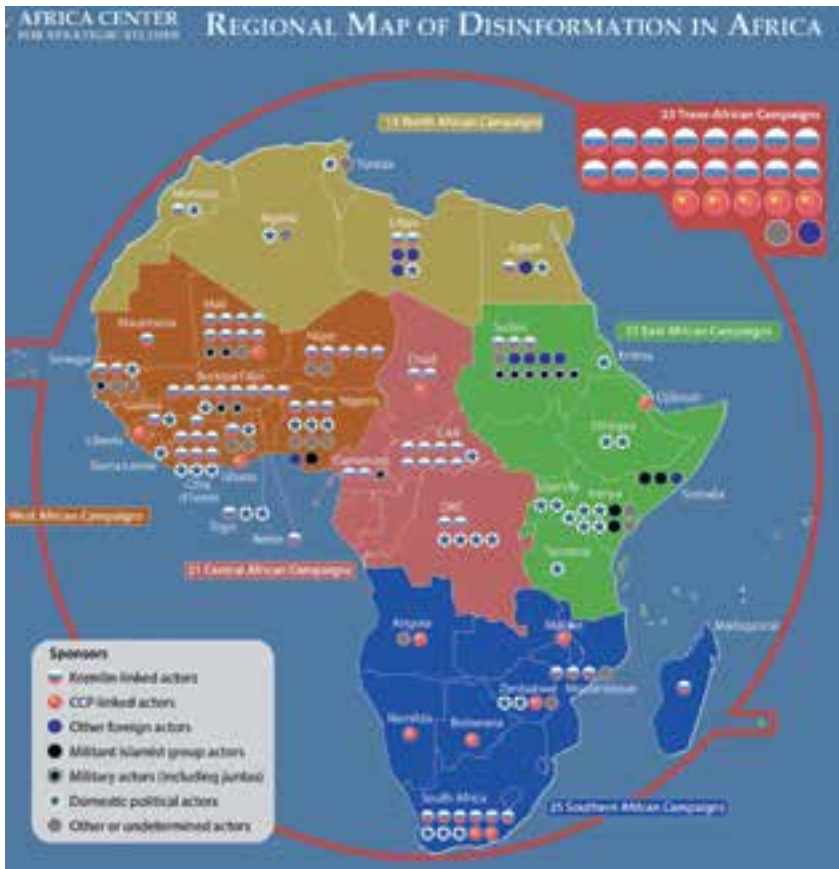 AFRICA CENTER
FOR STRATEGIC STUDIES
REGIONAL MAP OF DISINFORMATION IN AFRICA
23 Trans-African Campaigns
North African Campaigns
Tunisia
Morocco
Algeria
Libya
Egypt
Mauritania
Mali
Niger
Chad
Sudan
East African Campaigns
Eritrea
Senegal
Burkina Faso
Nigeria
Djibouti
Guinea
Ethiopia
Liberia
Sierra Leone
Côte
d'Ivoire
Ghana
CAR
Cameroon
Somalia
Uganda
Kenya
West African Campaigns
Togo
Benin
DRC
Tanzania
21 Central African Campaigns
Angola
Malawi
Madagascar
Zimbabwe
Mozambique
Namibia
Botswana
South Africa
25 Southern African Campaigns
Sponsors
Kremlin-linked actors
CCP-linked actors
Other foreign actors
Militant Islamist group actors
Military actors (including juntas)
Domestic political actors
Other or undetermined actors